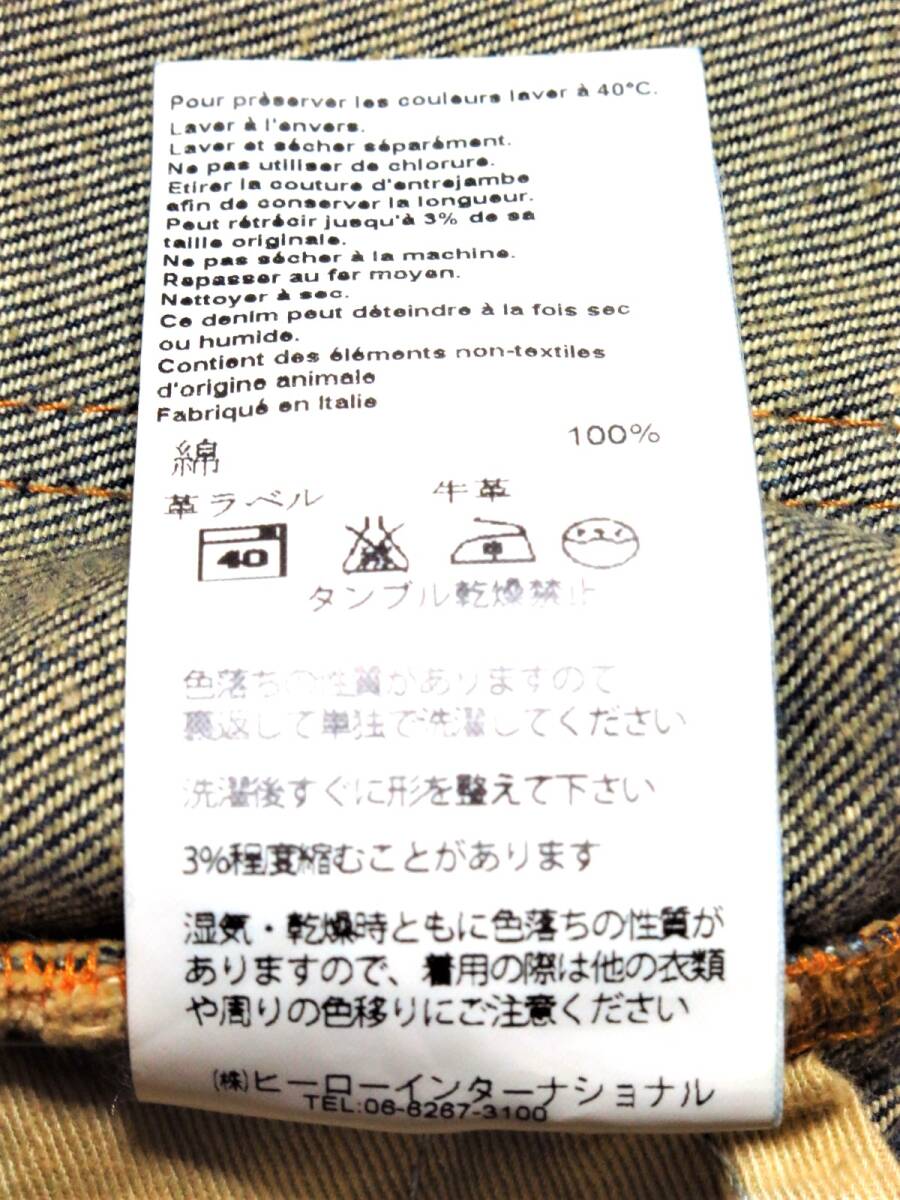 Pour préserver les couleurs laver à 40°C.
Laver à l'envers.
Laver et sécher séparément.
Ne pas utiliser de chlorure.
Etirer la couture d'entrejambe
afin de conserver la longueur.
Peut rétrécir jusqu'à 3% de sa
taille originale.
Ne pas sécher à la machine.
Repasser au fer moyen.
Nettoyer à sec.
Ce denim peut déteindre à la fois sec
ou humide.
Contient des éléments non-textiles
d'origine animale
Fabriqué en Italie
綿 100%
革ラベル 牛革
40 中
タンブル乾燥禁止
色落ちの性質がありますので
裏返して単独で洗濯してください
洗濯後すぐに形を整えて下さい
3%程度縮むことがあります
湿気・乾燥時ともに色落ちの性質が
ありますので、着用の際は他の衣類
や周りの色移りにご注意ください
(株)ヒーローインターナショナル
TEL:06-6267-3100